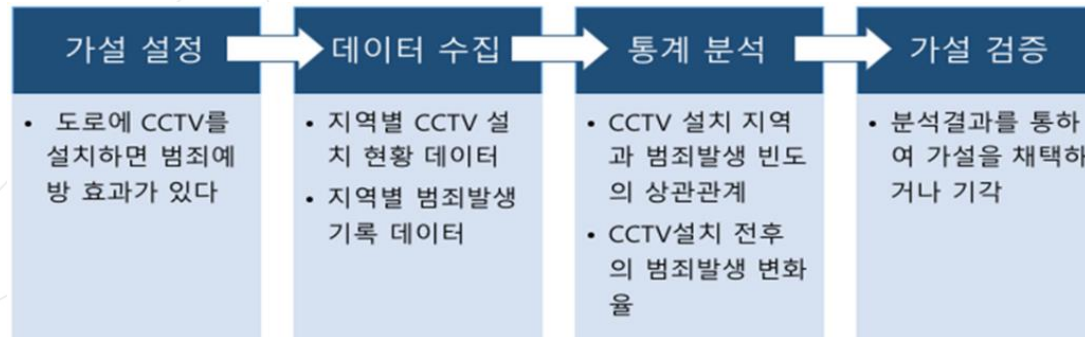 가설 설정
• 도로에 CCTV를
설치하면 범죄예
방 효과가 있다
데이터 수집
• 지역별 CCTV 설
치 현황 데이터
• 지역별 범죄발생
기록 데이터
통계 분석
• CCTV 설치 지역
과 범죄발생 빈도
의 상관관계
• CCTV설치 전후
의 범죄발생 변화
율
가설 검증
• 분석결과를 통하
여 가설을 채택하
거나 기각